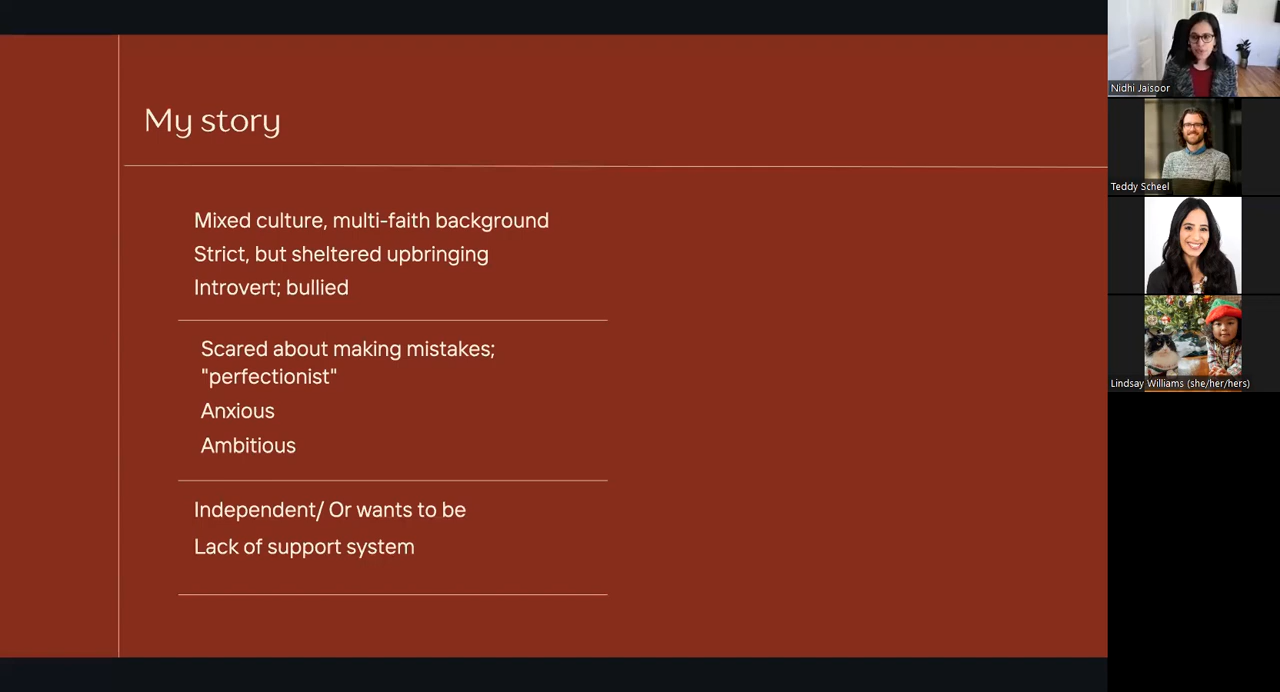 My story
Mixed culture, multi-faith background
Strict, but sheltered upbringing
Introvert; bullied
Scared about making mistakes;
"perfectionist"
Anxious
Ambitious
Independent/ Or wants to be
Lack of support system
Nidhi Jaisoor
Teddy Scheel
Lindsay Williams (she/her/hers)